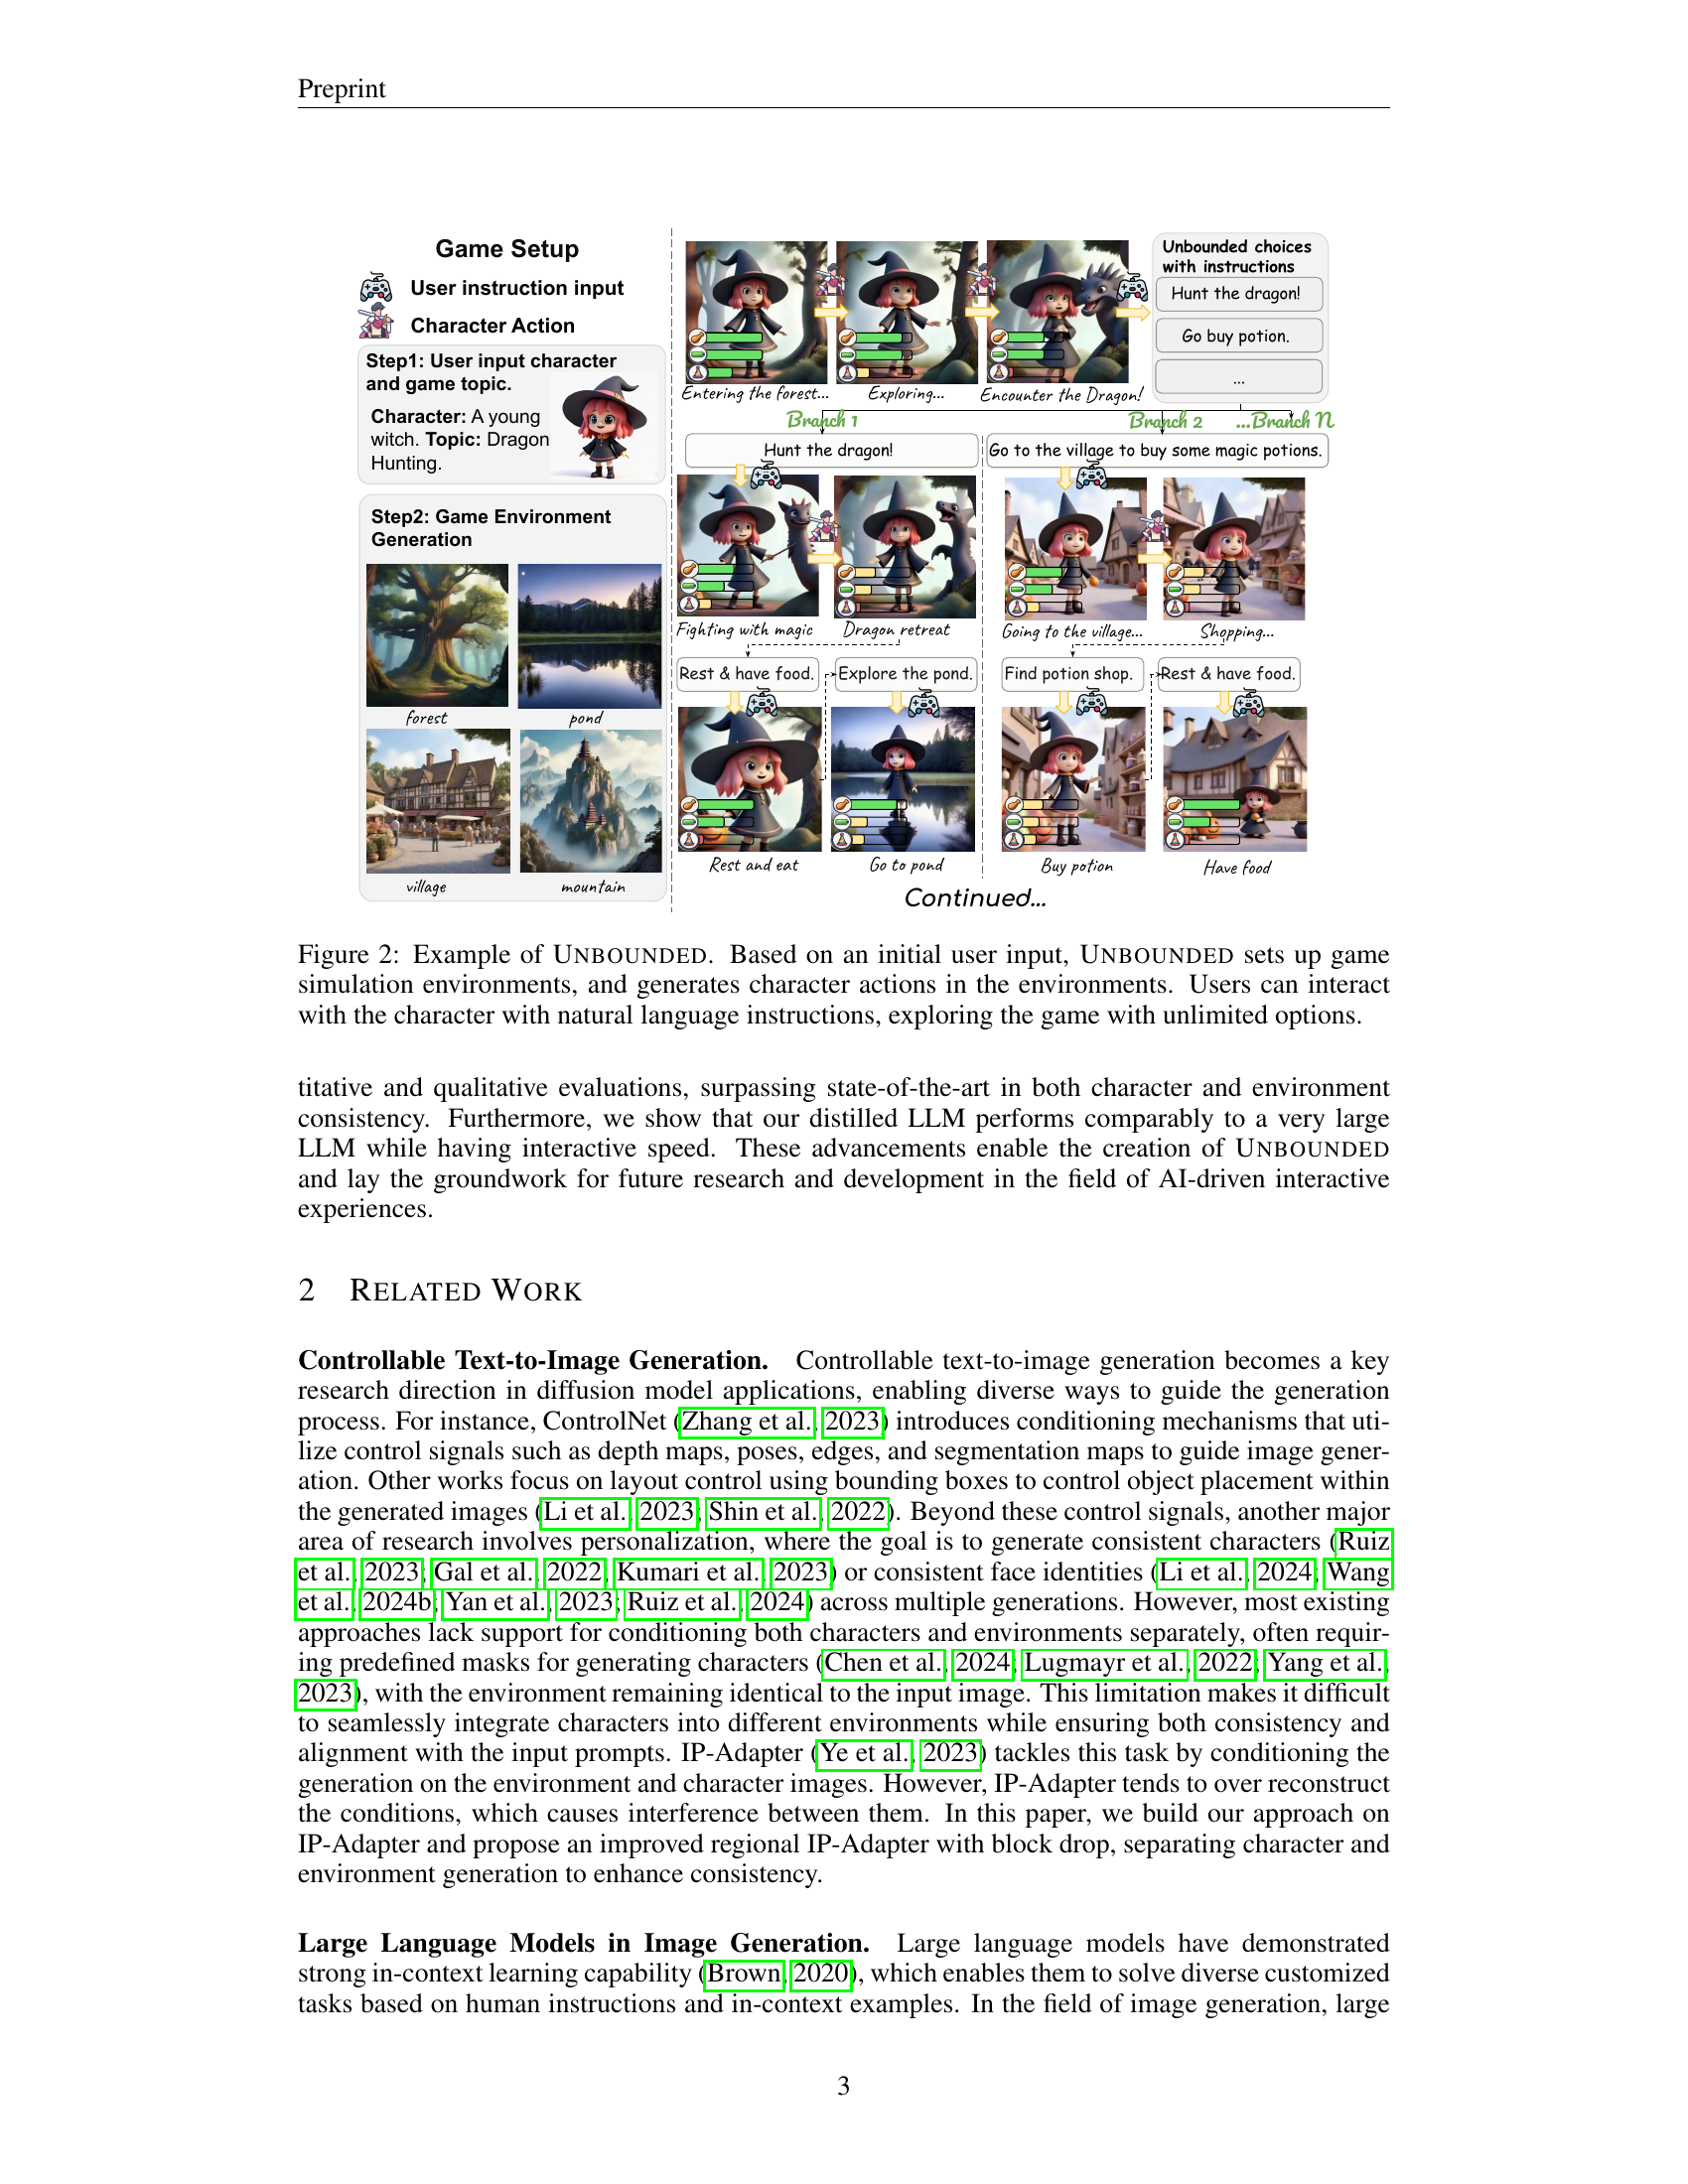 Preprint
Game Setup
User instruction input
Character Action
Step1: User input character
and game topic.
Character: A young
witch. Topic: Dragon
Hunting.
Step2: Game Environment
Generation
forest
pond
village
mountain
Entering the forest...
Exploring...
Encounter the Dragon!
Unbounded choices
with instructions
Hunt the dragon!
Go buy potion.
...
Branch 1
Branch 2
...Branch N
Hunt the dragon!
Go to the village to buy some magic potions.
Fighting with magic
Dragon retreat
Going to the village...
Shopping...
Rest & have food.
Explore the pond.
Find potion shop.
Rest & have food.
Rest and eat
Go to pond
Buy potion
Have food
Continued...
Figure 2: Example of UNBOUNDED. Based on an initial user input, UNBOUNDED sets up game
simulation environments, and generates character actions in the environments. Users can interact
with the character with natural language instructions, exploring the game with unlimited options.
titative and qualitative evaluations, surpassing state-of-the-art in both character and environment
consistency. Furthermore, we show that our distilled LLM performs comparably to a very large
LLM while having interactive speed. These advancements enable the creation of UNBOUNDED
and lay the groundwork for future research and development in the field of AI-driven interactive
experiences.
2 RELATED WORK
Controllable Text-to-Image Generation. Controllable text-to-image generation becomes a key
research direction in diffusion model applications, enabling diverse ways to guide the generation
process. For instance, ControlNet (Zhang et al., 2023) introduces conditioning mechanisms that uti-
lize control signals such as depth maps, poses, edges, and segmentation maps to guide image gener-
ation. Other works focus on layout control using bounding boxes to control object placement within
the generated images (Li et al., 2023; Shin et al., 2022). Beyond these control signals, another major
area of research involves personalization, where the goal is to generate consistent characters (Ruiz
et al., 2023; Gal et al., 2022; Kumari et al., 2023) or consistent face identities (Li et al., 2024; Wang
et al., 2024b; Yan et al., 2023; Ruiz et al., 2024) across multiple generations. However, most existing
approaches lack support for conditioning both characters and environments separately, often requir-
ing predefined masks for generating characters (Chen et al., 2024; Lugmayr et al., 2022; Yang et al.,
2023), with the environment remaining identical to the input image. This limitation makes it difficult
to seamlessly integrate characters into different environments while ensuring both consistency and
alignment with the input prompts. IP-Adapter (Ye et al., 2023) tackles this task by conditioning the
generation on the environment and character images. However, IP-Adapter tends to over reconstruct
the conditions, which causes interference between them. In this paper, we build our approach on
IP-Adapter and propose an improved regional IP-Adapter with block drop, separating character and
environment generation to enhance consistency.
Large Language Models in Image Generation. Large language models have demonstrated
strong in-context learning capability (Brown, 2020), which enables them to solve diverse customized
tasks based on human instructions and in-context examples. In the field of image generation, large
3